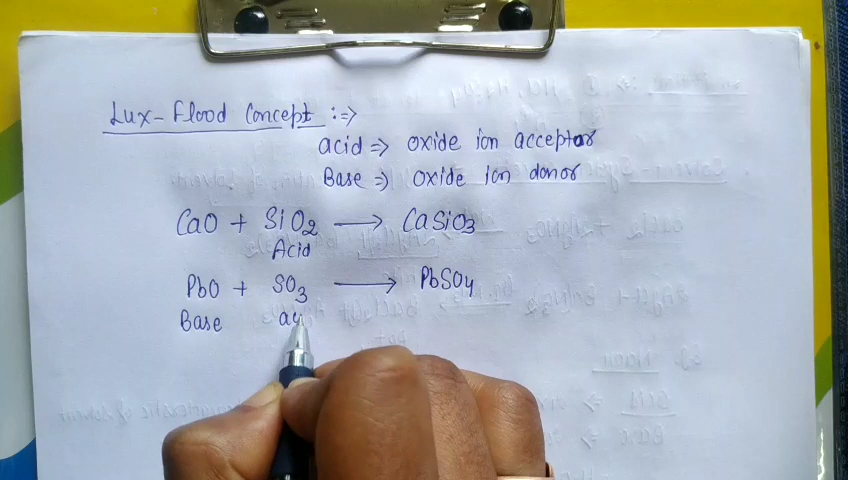 Lux-Flood Concept :⇒
acid ⇒ oxide ion acceptor
Base ⇒ oxide ion donor
CaO + SiO₂ ⟶ CaSiO₃
Acid
PbO + SO₃ ⟶ PbSO₄
Base